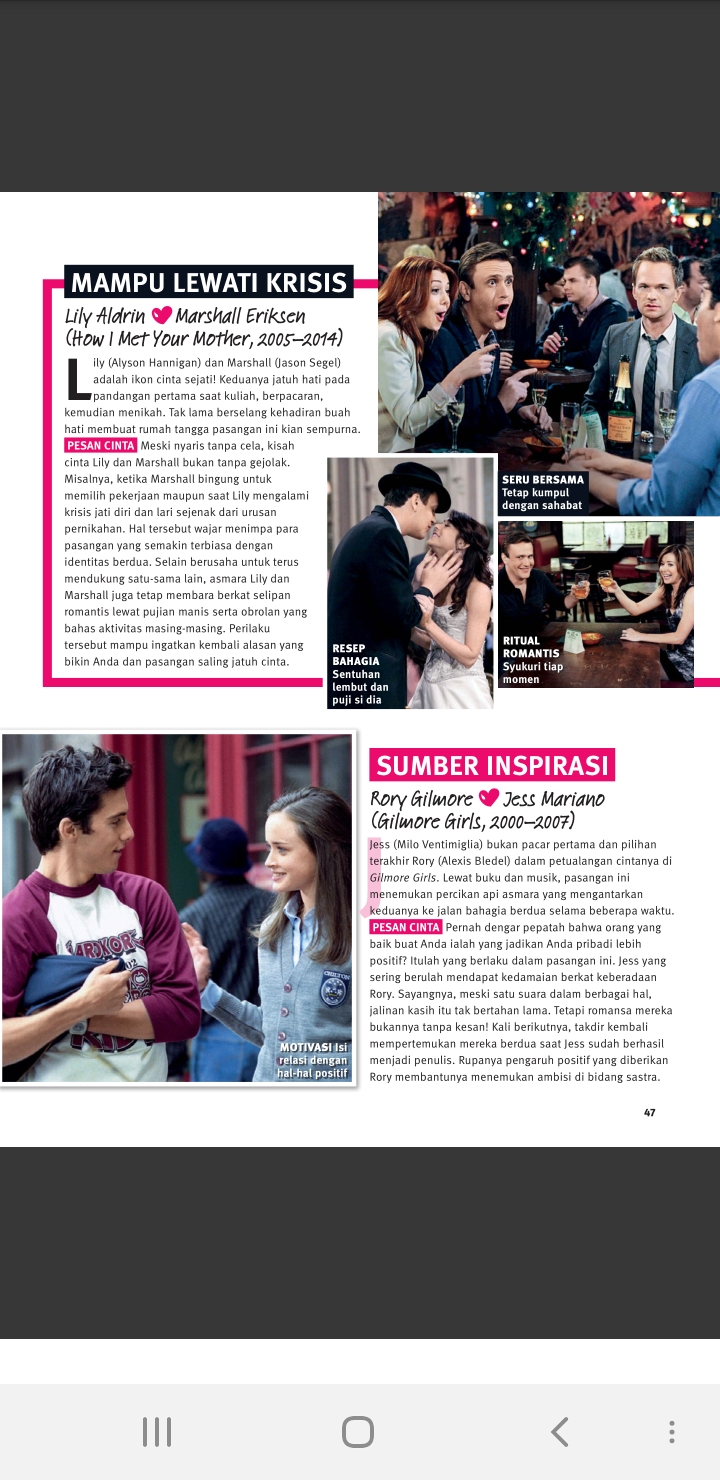 MAMPU LEWATI KRISIS
Lily Aldrin Marshall Eriksen
(How I Met Your Mother, 2005–2014)
Lily (Alyson Hannigan) dan Marshall (Jason Segel)
adalah ikon cinta sejati! Keduanya jatuh hati pada
pandangan pertama saat kuliah, berpacaran,
kemudian menikah. Tak lama berselang kehadiran buah
hati membuat rumah tangga pasangan ini kian sempurna.
PESAN CINTA Meski nyaris tanpa cela, kisah
cinta Lily dan Marshall bukan tanpa gejolak.
Misalnya, ketika Marshall bingung untuk
memilih pekerjaan maupun saat Lily mengalami
krisis jati diri dan lari sejenak dari urusan
pernikahan. Hal tersebut wajar menimpa para
pasangan yang semakin terbiasa dengan
identitas berdua. Selain berusaha untuk terus
mendukung satu-sama lain, asmara Lily dan
Marshall juga tetap membara berkat selipan
romantis lewat pujian manis serta obrolan yang
bahas aktivitas masing-masing. Perilaku
tersebut mampu ingatkan kembali alasan yang
bikin Anda dan pasangan saling jatuh cinta.
SERU BERSAMA
Tetap kumpul
dengan sahabat
RESEP
BAHAGIA
Sentuhan
lembut dan
puji si dia
RITUAL
ROMANTIS
Syukuri tiap
momen
SUMBER INSPIRASI
Rory Gilmore Jess Mariano
(Gilmore Girls, 2000–2007)
Jess (Milo Ventimiglia) bukan pacar pertama dan pilihan
terakhir Rory (Alexis Bledel) dalam petualangan cintanya di
Gilmore Girls. Lewat buku dan musik, pasangan ini
menemukan percikan api asmara yang mengantarkan
keduanya ke jalan bahagia berdua selama beberapa waktu.
PESAN CINTA Pernah dengar pepatah bahwa orang yang
baik buat Anda ialah yang jadikan Anda pribadi lebih
positif? Itulah yang berlaku dalam pasangan ini. Jess yang
sering berulah mendapat kedamaian berkat keberadaan
Rory. Sayangnya, meski satu suara dalam berbagai hal,
jalinan kasih itu tak bertahan lama. Tetapi romansa mereka
bukannya tanpa kesan! Kali berikutnya, takdir kembali
mempertemukan mereka berdua saat Jess sudah berhasil
menjadi penulis. Rupanya pengaruh positif yang diberikan
Rory membantunya menemukan ambisi di bidang sastra.
CHILTON
MOTIVASI Isi
relasi dengan
hal-hal positif
47